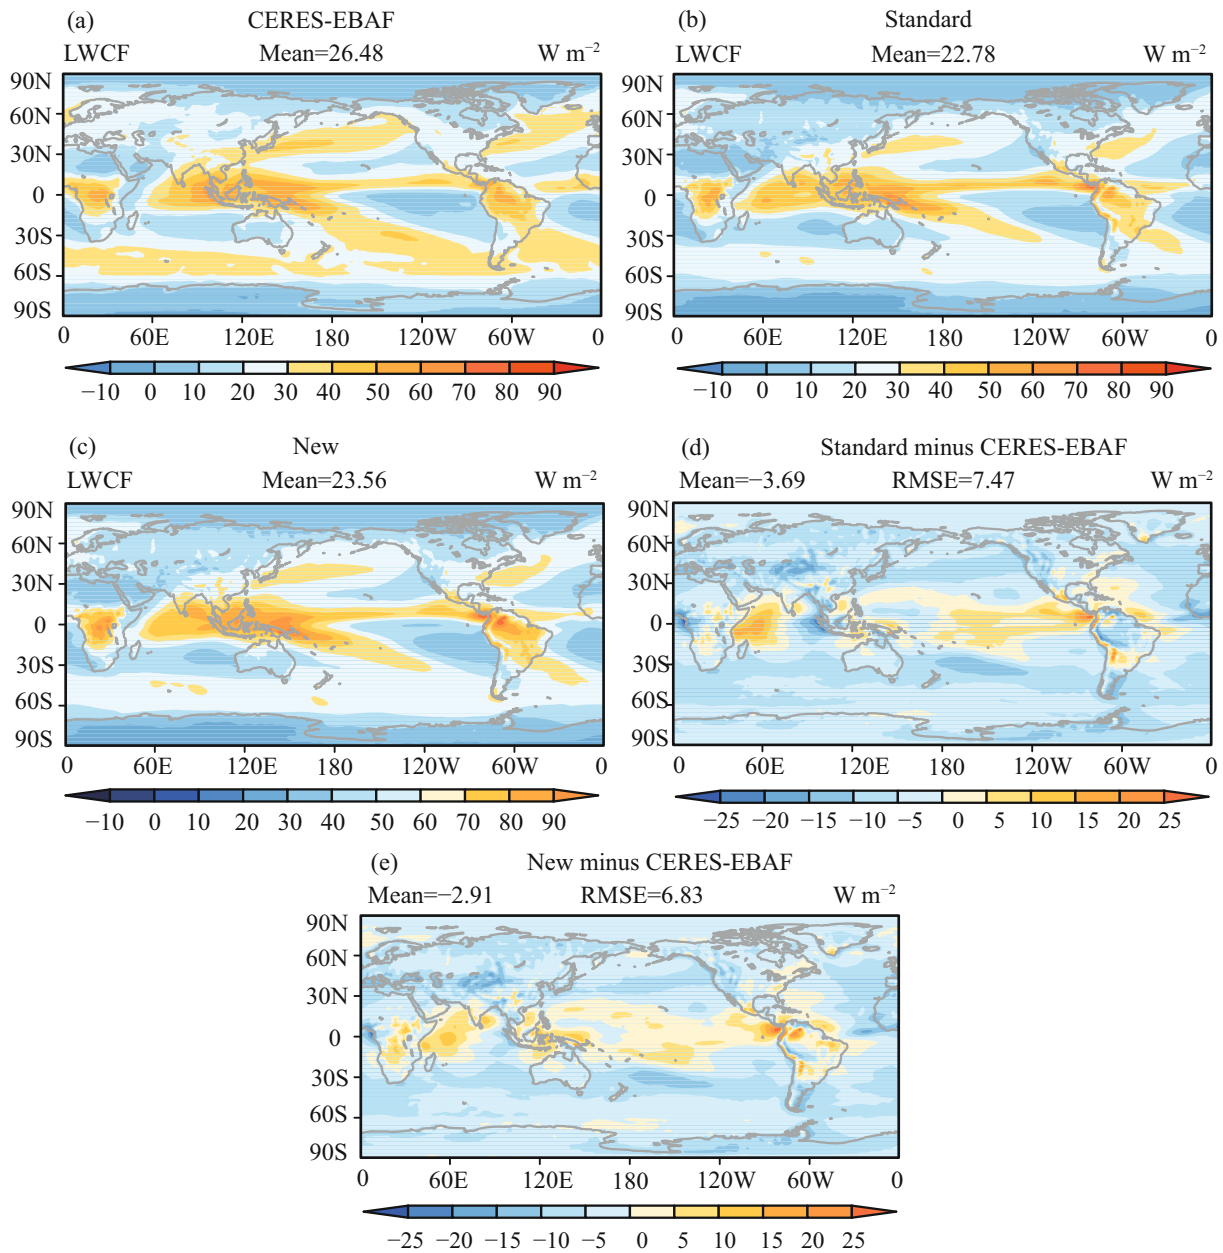 (a) CERES-EBAF
LWCF Mean=26.48 W m−2
90N
60N
30N
0
30S
60S
90S
0 60E 120E 180 120W 60W 0
−10 0 10 20 30 40 50 60 70 80 90
(b) Standard
LWCF Mean=22.78 W m−2
90N
60N
30N
0
30S
60S
90S
0 60E 120E 180 120W 60W 0
−10 0 10 20 30 40 50 60 70 80 90
(c) New
LWCF Mean=23.56 W m−2
90N
60N
30N
0
30S
60S
90S
0 60E 120E 180 120W 60W 0
−10 0 10 20 30 40 50 60 70 80 90
(d) Standard minus CERES-EBAF
Mean=−3.69 RMSE=7.47 W m−2
90N
60N
30N
0
30S
60S
90S
0 60E 120E 180 120W 60W 0
−25 −20 −15 −10 −5 0 5 10 15 20 25
(e) New minus CERES-EBAF
Mean=−2.91 RMSE=6.83 W m−2
90N
60N
30N
0
30S
60S
90S
0 60E 120E 180 120W 60W 0
−25 −20 −15 −10 −5 0 5 10 15 20 25